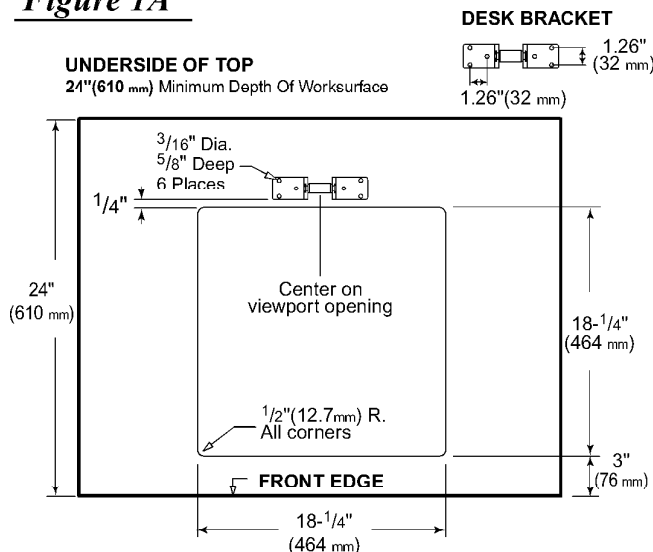 Figure 1A
DESK BRACKET
1.26"
(32 mm)
1.26"(32 mm)
UNDERSIDE OF TOP
24"(610 mm) Minimum Depth Of Worksurface
3/16" Dia.
5/8" Deep
6 Places
1/4"
Center on
viewport opening
24"
(610 mm)
18-1/4"
(464 mm)
1/2"(12.7mm) R.
All corners
3"
(76 mm)
FRONT EDGE
18-1/4"
(464 mm)